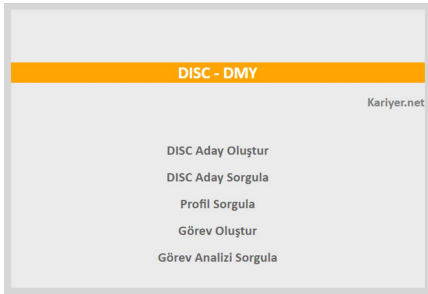 DISC - DMY
Kariyer.net
DISC Aday Oluştur
DISC Aday Sorgula
Profil Sorgula
Görev Oluştur
Görev Analizi Sorgula